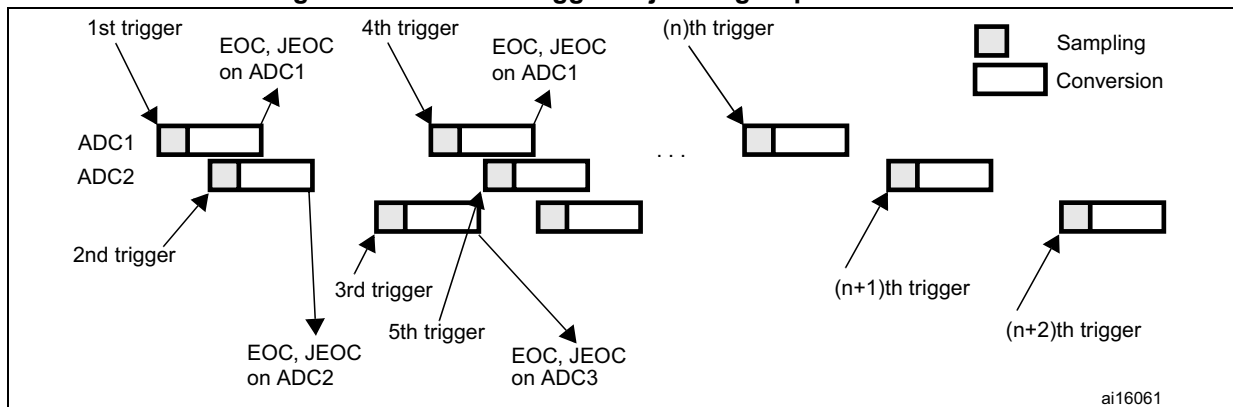 1st trigger
EOC, JEOC
on ADC1
4th trigger
EOC, JEOC
on ADC1
(n)th trigger
Sampling
Conversion
ADC1
ADC2
. . .
2nd trigger
3rd trigger
5th trigger
(n+1)th trigger
(n+2)th trigger
EOC, JEOC
on ADC2
EOC, JEOC
on ADC3
ai16061